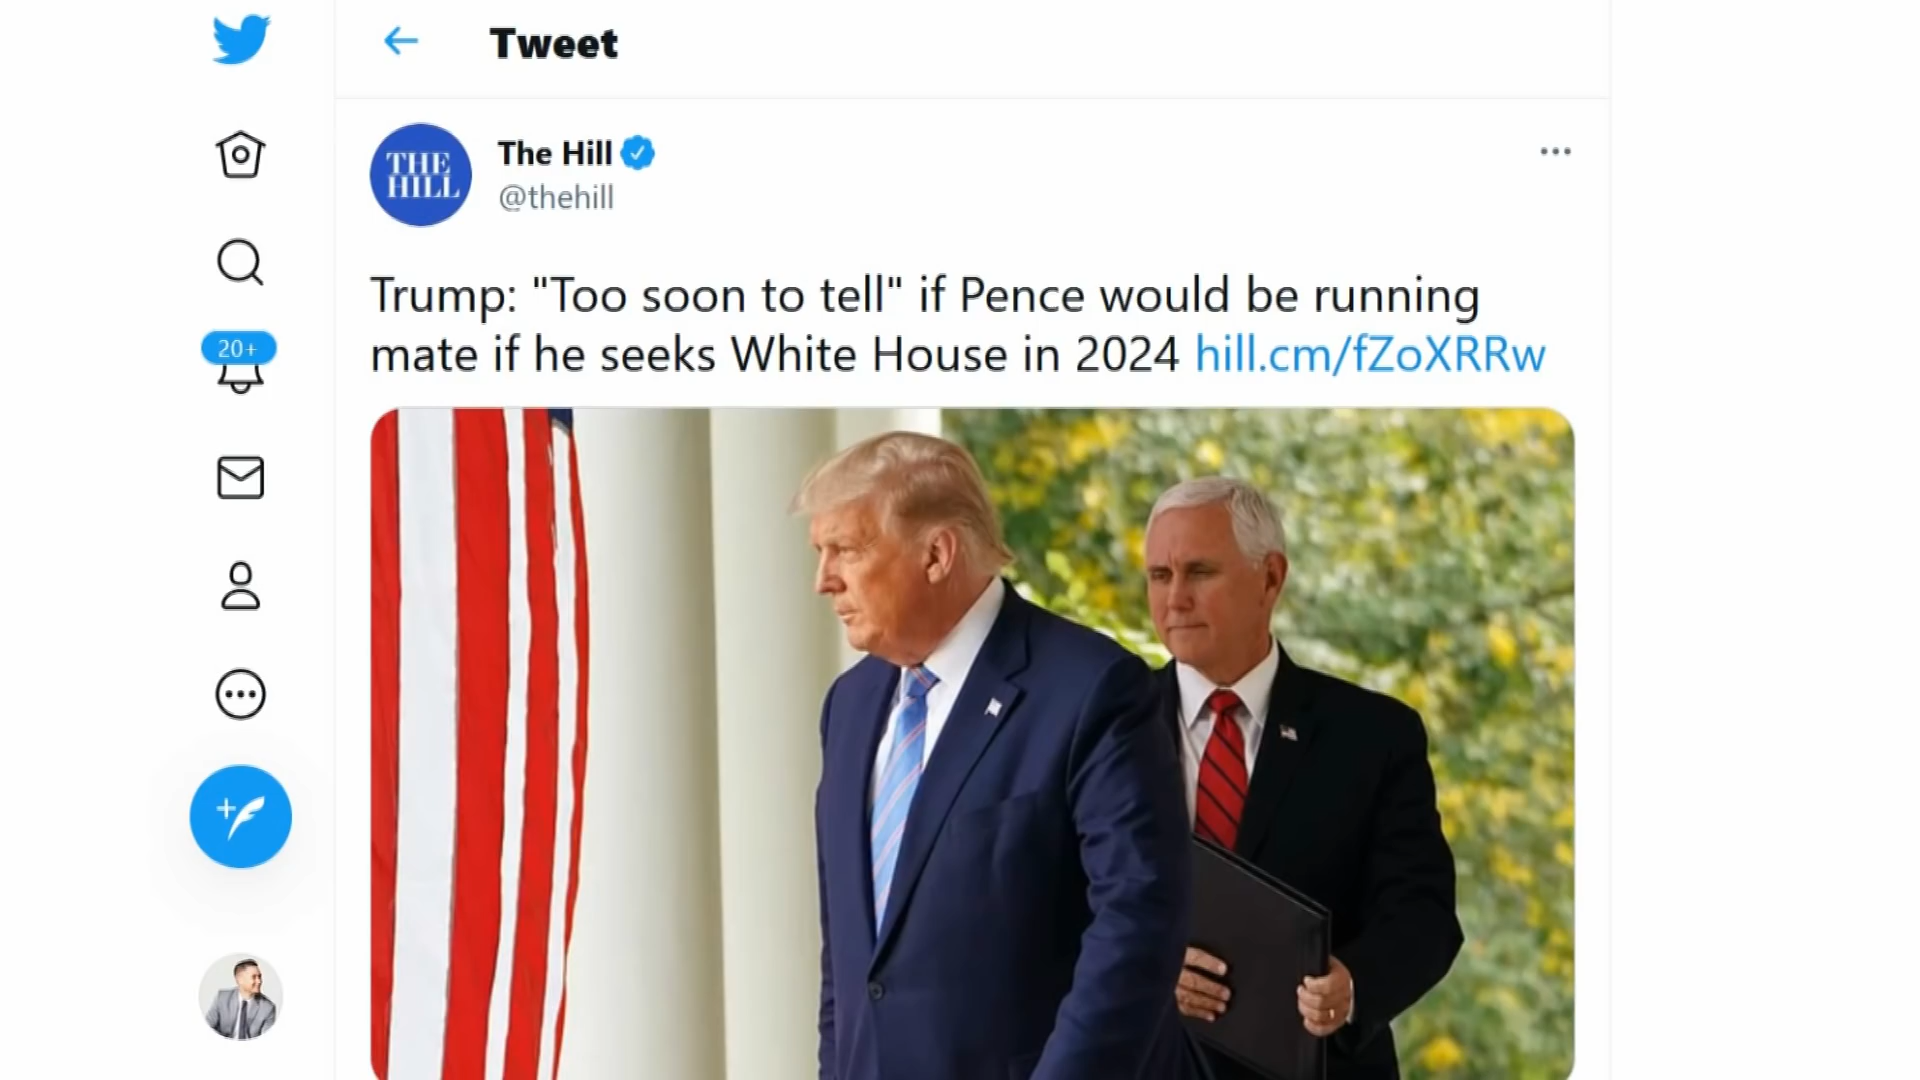 Tweet
THE
HILL
The Hill
@thehill
20+
Trump: "Too soon to tell" if Pence would be running
mate if he seeks White House in 2024 hill.cm/fZoXRRw